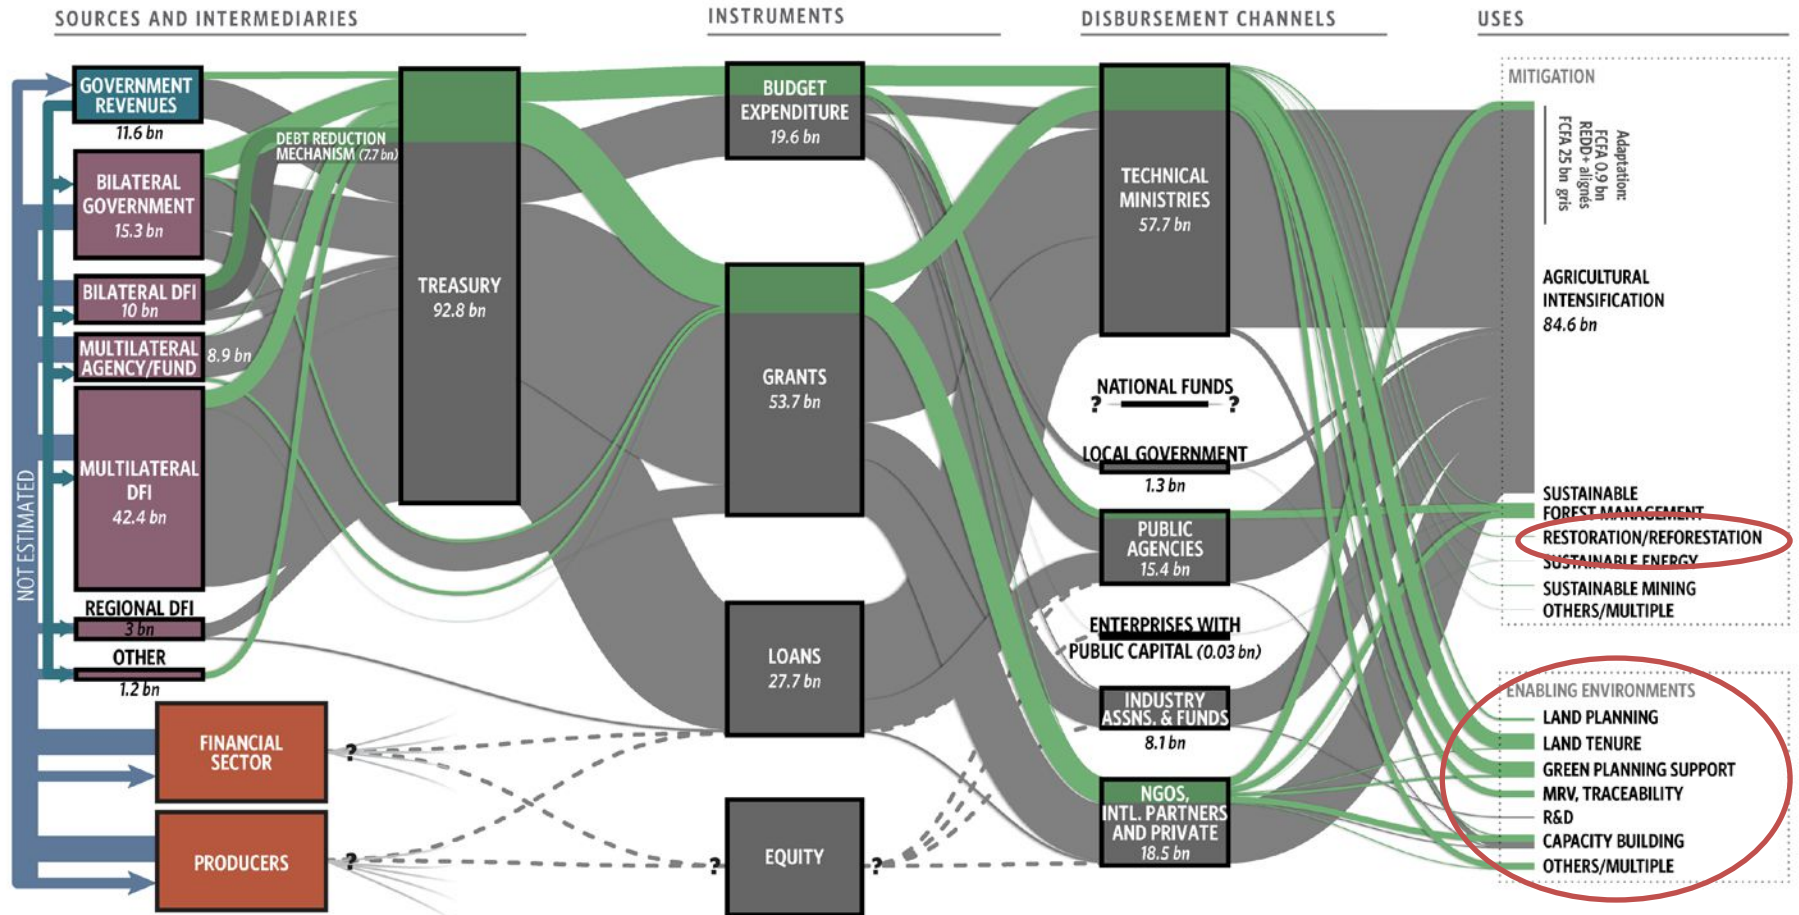 SOURCES AND INTERMEDIARIES
INSTRUMENTS
DISBURSEMENT CHANNELS
USES
GOVERNMENT
REVENUES
11.6 bn
DEBT REDUCTION
MECHANISM (7.7 bn)
BILATERAL
GOVERNMENT
15.3 bn
BILATERAL DFI
10 bn
MULTILATERAL
AGENCY/FUND
8.9 bn
MULTILATERAL
DFI
42.4 bn
NOT ESTIMATED
REGIONAL DFI
3 bn
OTHER
1.2 bn
FINANCIAL
SECTOR
?
PRODUCERS
?
TREASURY
92.8 bn
BUDGET
EXPENDITURE
19.6 bn
GRANTS
53.7 bn
LOANS
27.7 bn
?
EQUITY
?
TECHNICAL
MINISTRIES
57.7 bn
NATIONAL FUNDS
?
?
LOCAL GOVERNMENT
1.3 bn
PUBLIC
AGENCIES
15.4 bn
ENTERPRISES WITH
PUBLIC CAPITAL (0.03 bn)
INDUSTRY
ASSNS. & FUNDS
8.1 bn
NGOS,
INTL. PARTNERS
AND PRIVATE
18.5 bn
MITIGATION
Adaptation:
FCFA 0.9 bn
REDD+ alignés
FCFA 25 bn gris
AGRICULTURAL
INTENSIFICATION
84.6 bn
SUSTAINABLE
FOREST MANAGEMENT
RESTORATION/REFORESTATION
SUSTAINABLE ENERGY
SUSTAINABLE MINING
OTHERS/MULTIPLE
ENABLING ENVIRONMENTS
LAND PLANNING
LAND TENURE
GREEN PLANNING SUPPORT
MRV, TRACEABILITY
R&D
CAPACITY BUILDING
OTHERS/MULTIPLE